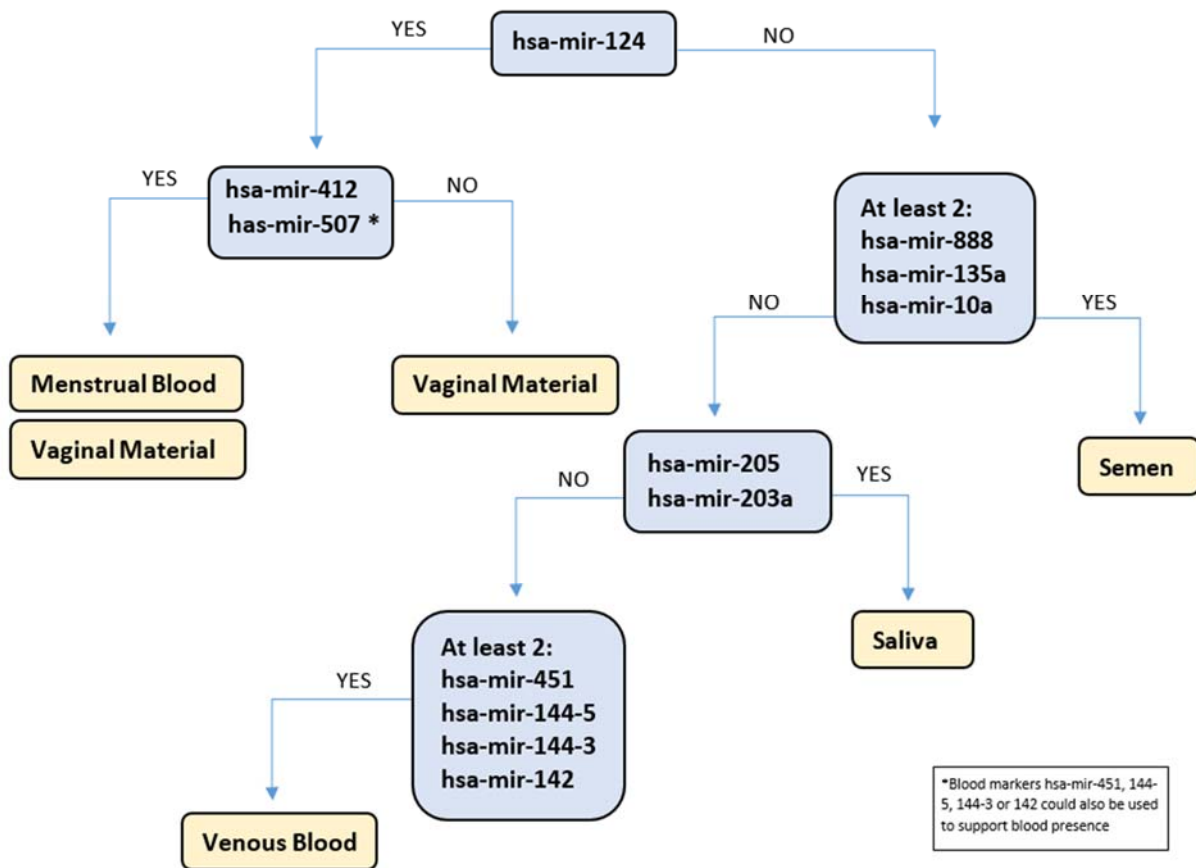 YES
hsa-mir-124
NO
YES
hsa-mir-412
has-mir-507 *
NO
At least 2:
hsa-mir-888
hsa-mir-135a
hsa-mir-10a
NO
YES
Menstrual Blood
Vaginal Material
Vaginal Material
Semen
NO
hsa-mir-205
hsa-mir-203a
YES
Saliva
YES
At least 2:
hsa-mir-451
hsa-mir-144-5
hsa-mir-144-3
hsa-mir-142
Venous Blood
*Blood markers hsa-mir-451, 144-
5, 144-3 or 142 could also be used
to support blood presence